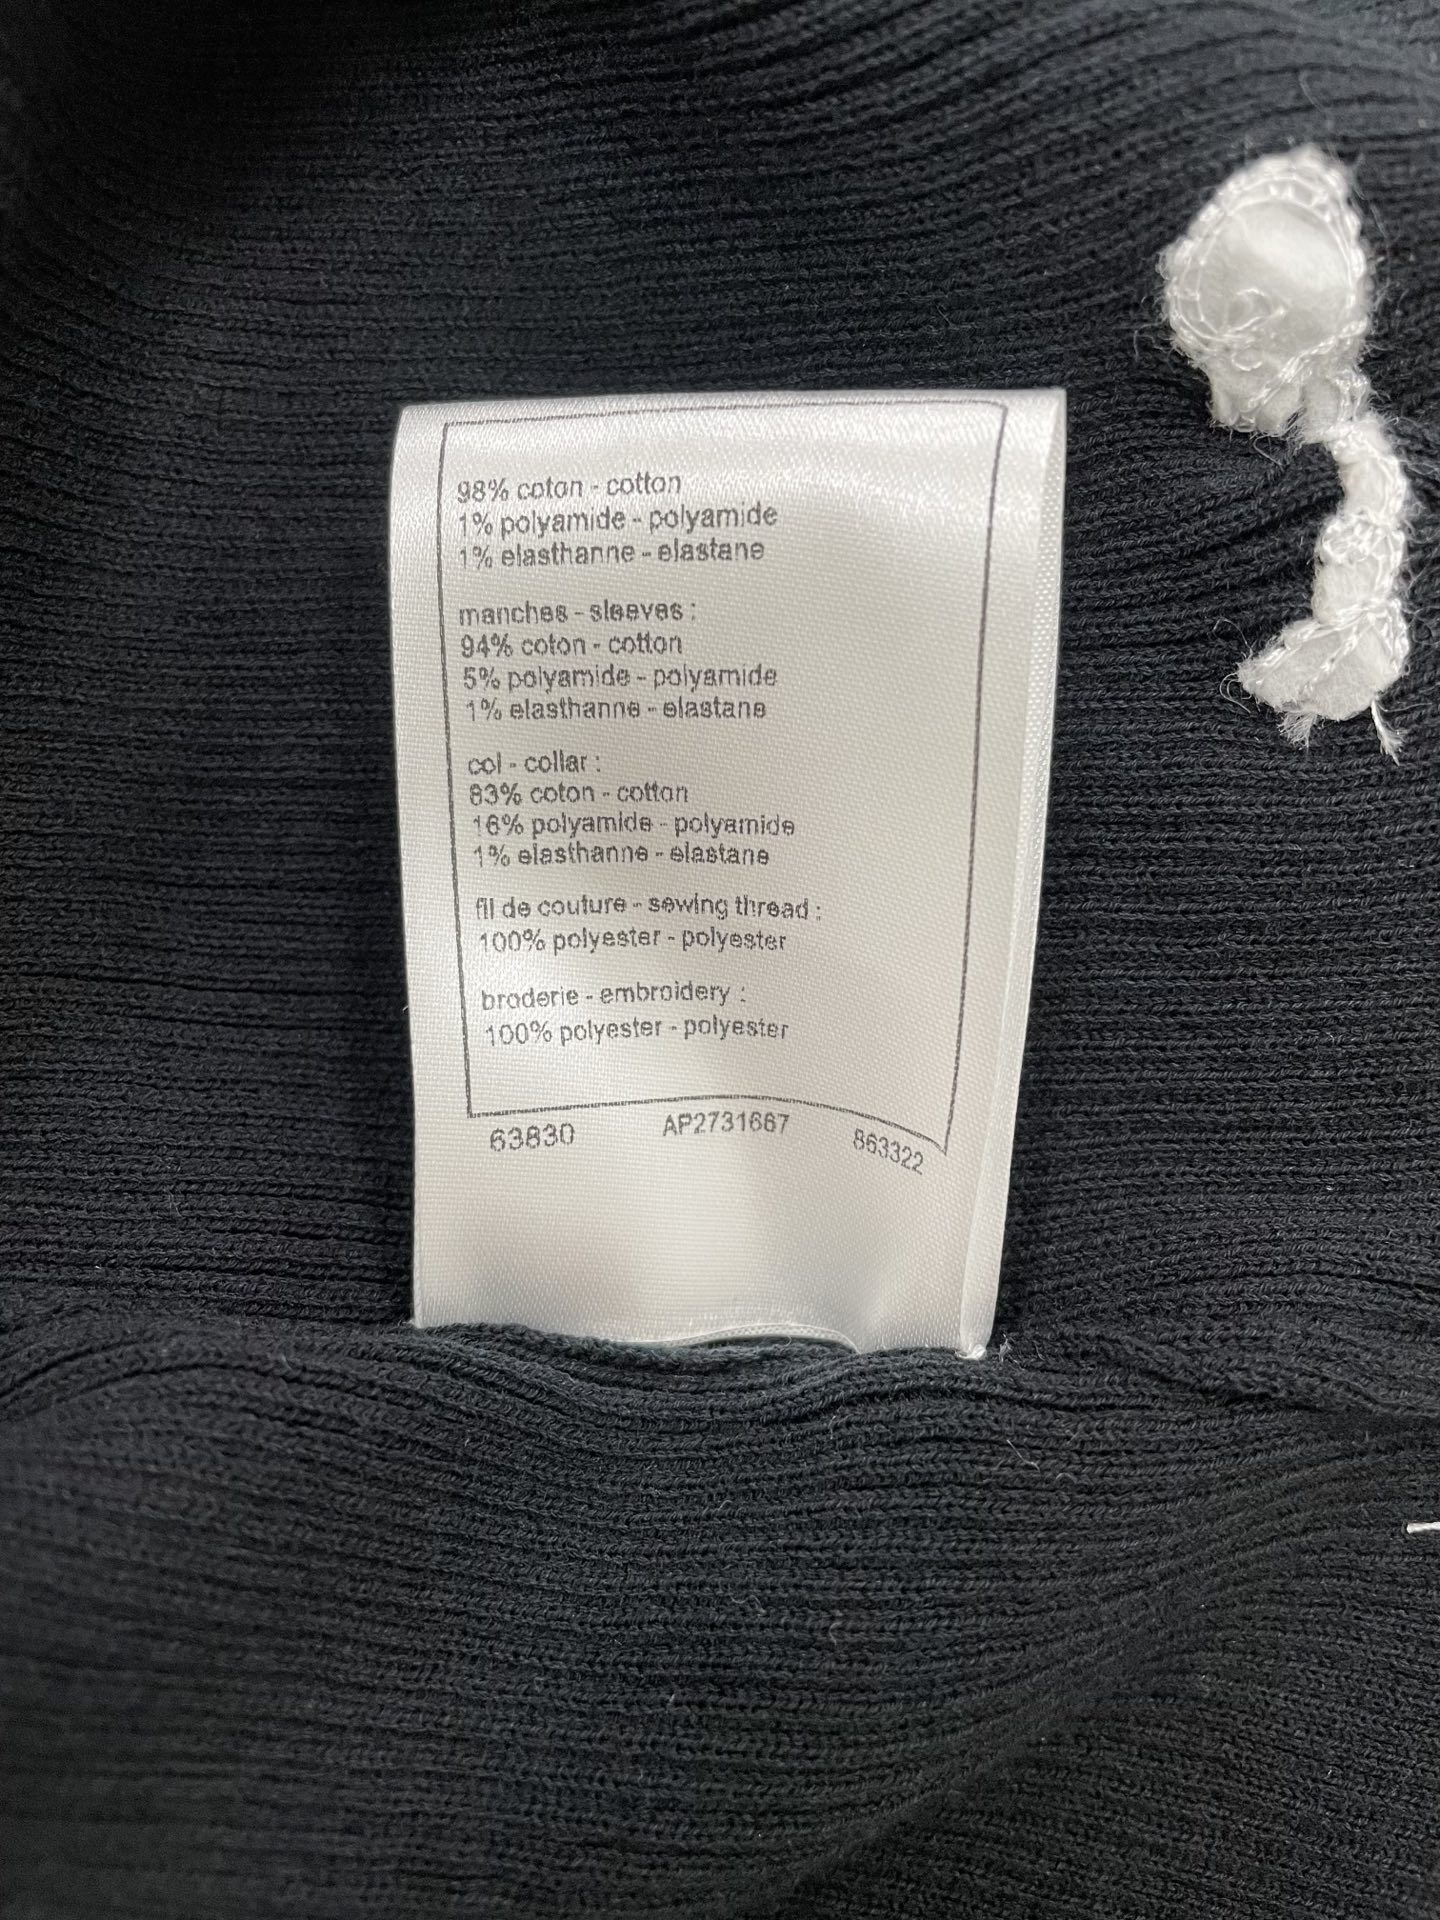 98% coton - cotton
1% polyamide - polyamide
1% elasthanne - elastane
manches - sleeves :
94% coton - cotton
5% polyamide - polyamide
1% elasthanne - elastane
col - collar :
83% coton - cotton
16% polyamide - polyamide
1% elasthanne - elastane
fil de couture - sewing thread :
100% polyester - polyester
broderie - embroidery :
100% polyester - polyester
63830 AP2731667 863322